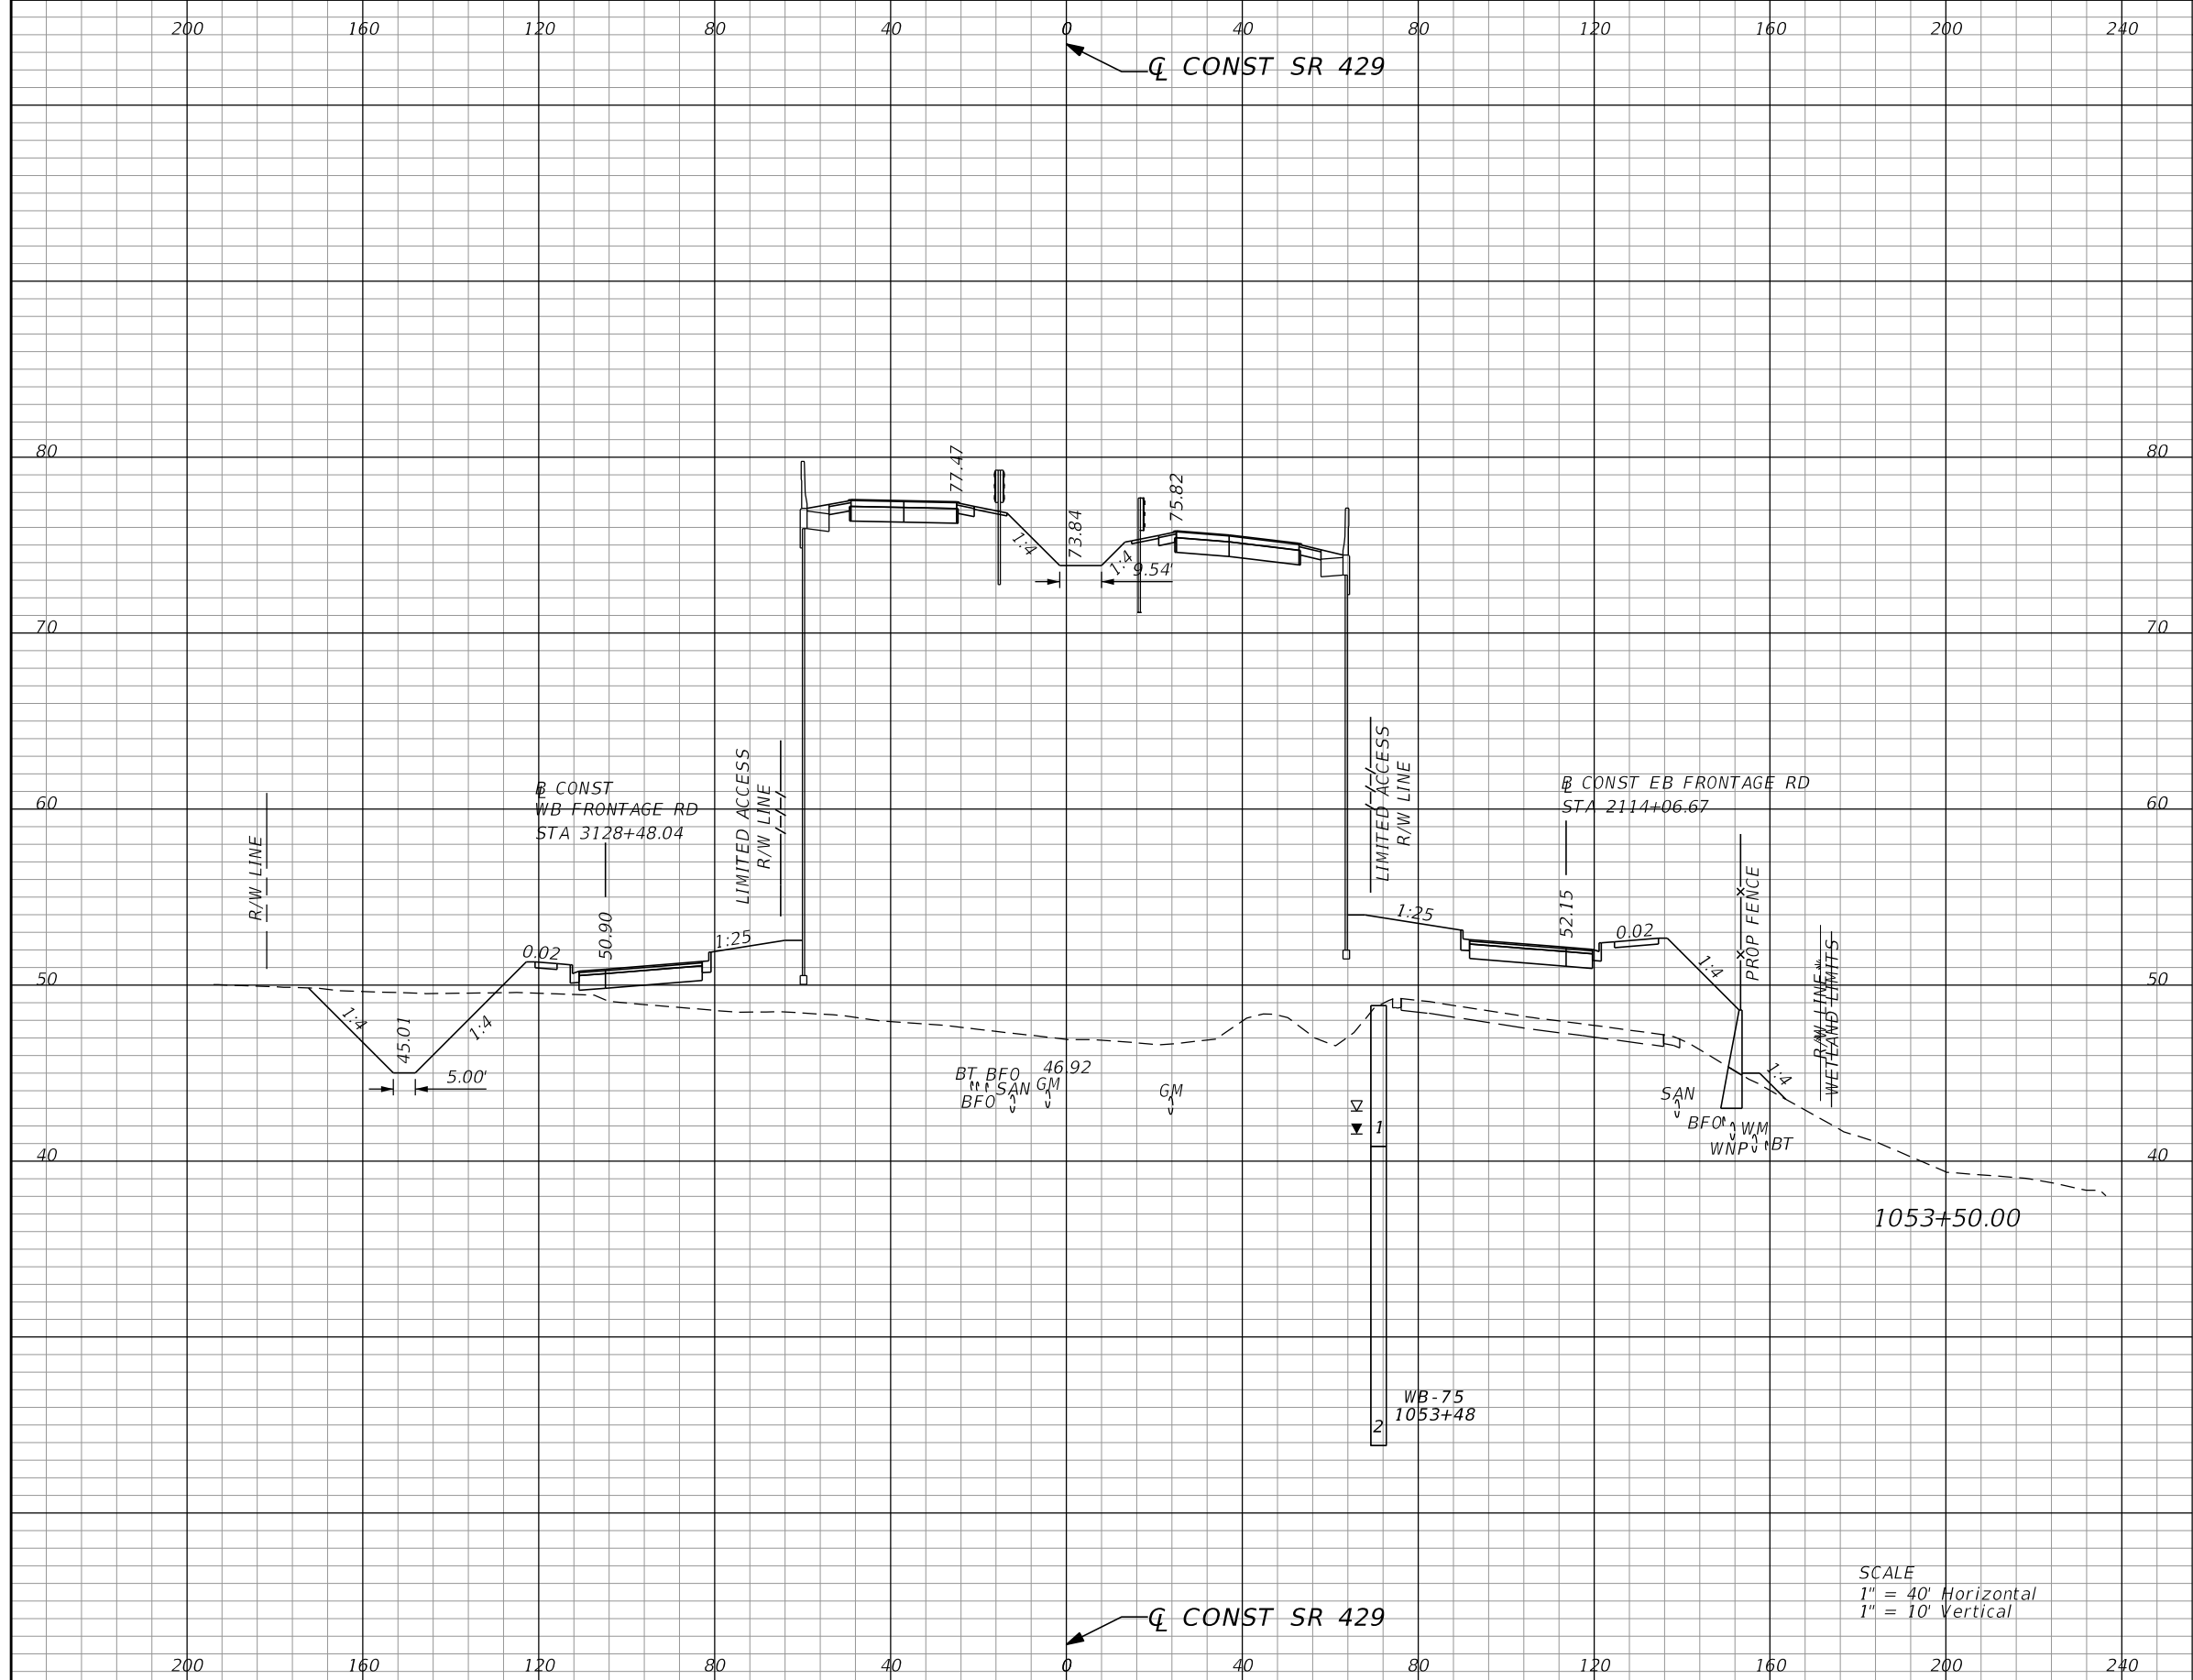 200 160 120 80 40 0 40 80 120 160 200 240
℄ CONST SR 429
80 80
77.47
75.82
73.84
1:4
1:4
9.54'
70 70
LIMITED ACCESS
R/W LINE
LIMITED ACCESS
R/W LINE
℄ CONST
WB FRONTAGE RD
STA 3128+48.04
B̲L CONST EB FRONTAGE RD
STA 2114+06.67
60 60
R/W LINE
PROP FENCE
50.90
52.15
1:25
1:25
0.02
0.02
1:4
R/W LINE*
WETLAND LIMITS
50 50
1:4
45.01
1:4
5.00'
BT BFO 46.92
SAN GM
BFO
GM
1:4
SAN
BFO WM
WNP BT
1
40 40
1053+50.00
WB-75
1053+48
2
SCALE
1" = 40' Horizontal
1" = 10' Vertical
℄ CONST SR 429
200 160 120 80 40 0 40 80 120 160 200 240